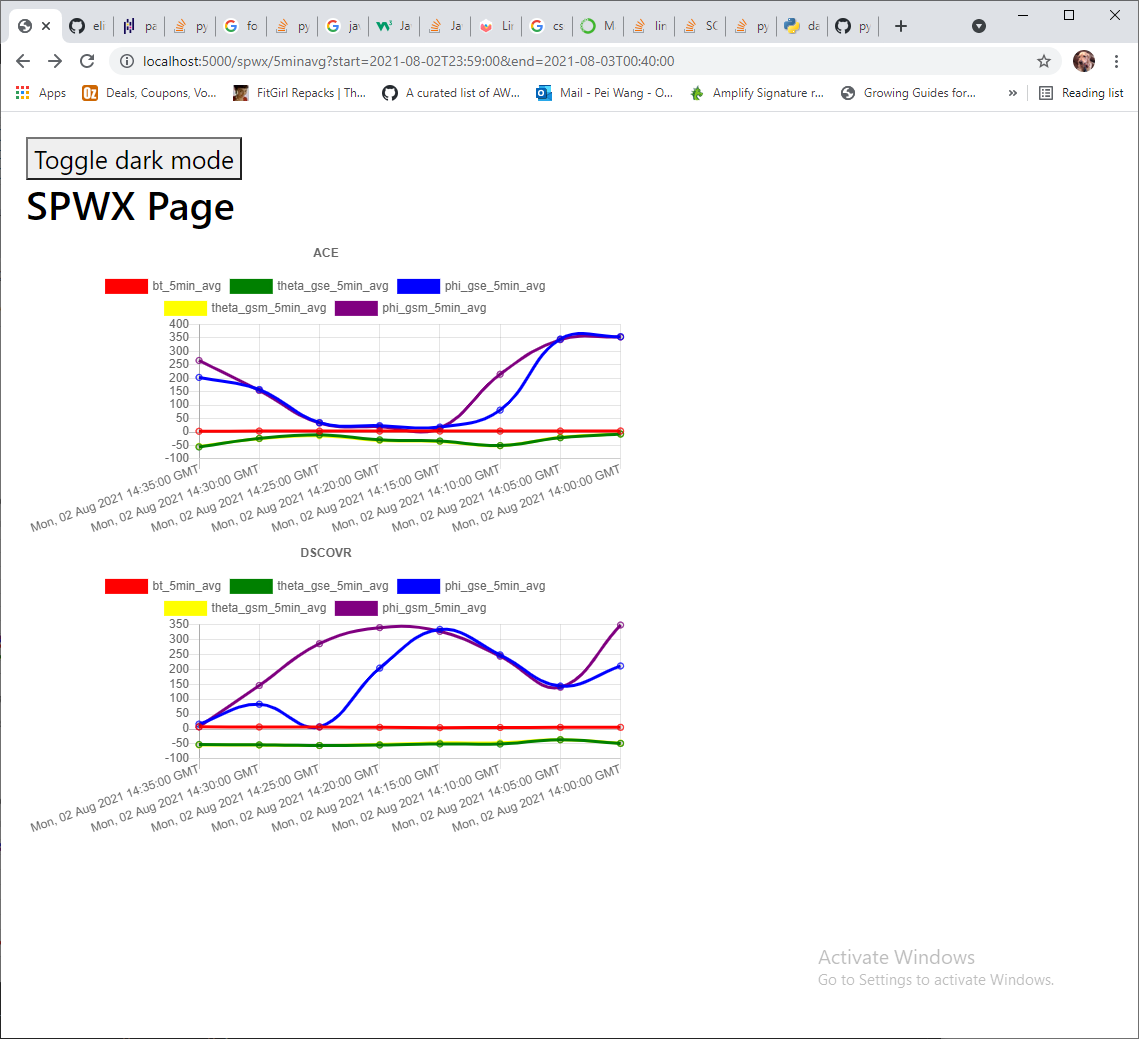 eli pa py fo py jav Ja Ja Lir cs M lin SC py da py
localhost:5000/spwx/5minavg?start=2021-08-02T23:59:00&end=2021-08-03T00:40:00
Apps Deals, Coupons, Vo... FitGirl Repacks | Th... A curated list of AW... Mail - Pei Wang - O... Amplify Signature r... Growing Guides for... » Reading list
Toggle dark mode
SPWX Page
ACE
bt_5min_avg theta_gse_5min_avg phi_gse_5min_avg
theta_gsm_5min_avg phi_gsm_5min_avg
400
350
300
250
200
150
100
50
0
-50
-100
Mon, 02 Aug 2021 14:35:00 GMT
Mon, 02 Aug 2021 14:30:00 GMT
Mon, 02 Aug 2021 14:25:00 GMT
Mon, 02 Aug 2021 14:20:00 GMT
Mon, 02 Aug 2021 14:15:00 GMT
Mon, 02 Aug 2021 14:10:00 GMT
Mon, 02 Aug 2021 14:05:00 GMT
Mon, 02 Aug 2021 14:00:00 GMT
DSCOVR
bt_5min_avg theta_gse_5min_avg phi_gse_5min_avg
theta_gsm_5min_avg phi_gsm_5min_avg
350
300
250
200
150
100
50
0
-50
-100
Mon, 02 Aug 2021 14:35:00 GMT
Mon, 02 Aug 2021 14:30:00 GMT
Mon, 02 Aug 2021 14:25:00 GMT
Mon, 02 Aug 2021 14:20:00 GMT
Mon, 02 Aug 2021 14:15:00 GMT
Mon, 02 Aug 2021 14:10:00 GMT
Mon, 02 Aug 2021 14:05:00 GMT
Mon, 02 Aug 2021 14:00:00 GMT
Activate Windows
Go to Settings to activate Windows.